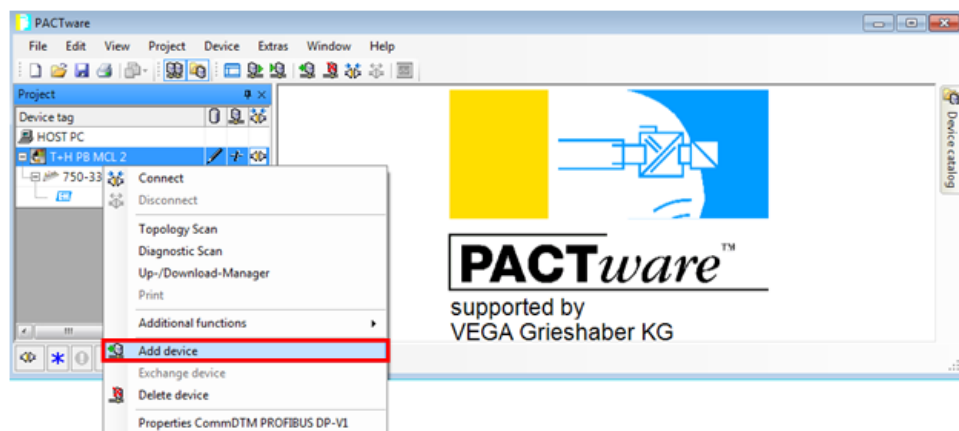 PACTware
File Edit View Project Device Extras Window Help
Project
Device tag
HOST PC
T+H PB MCL 2
750-33
Connect
Disconnect
Topology Scan
Diagnostic Scan
Up-/Download-Manager
Print
Additional functions
Add device
Exchange device
Delete device
Properties CommDTM PROFIBUS DP-V1
PACTware™
supported by
VEGA Grieshaber KG
Device catalog